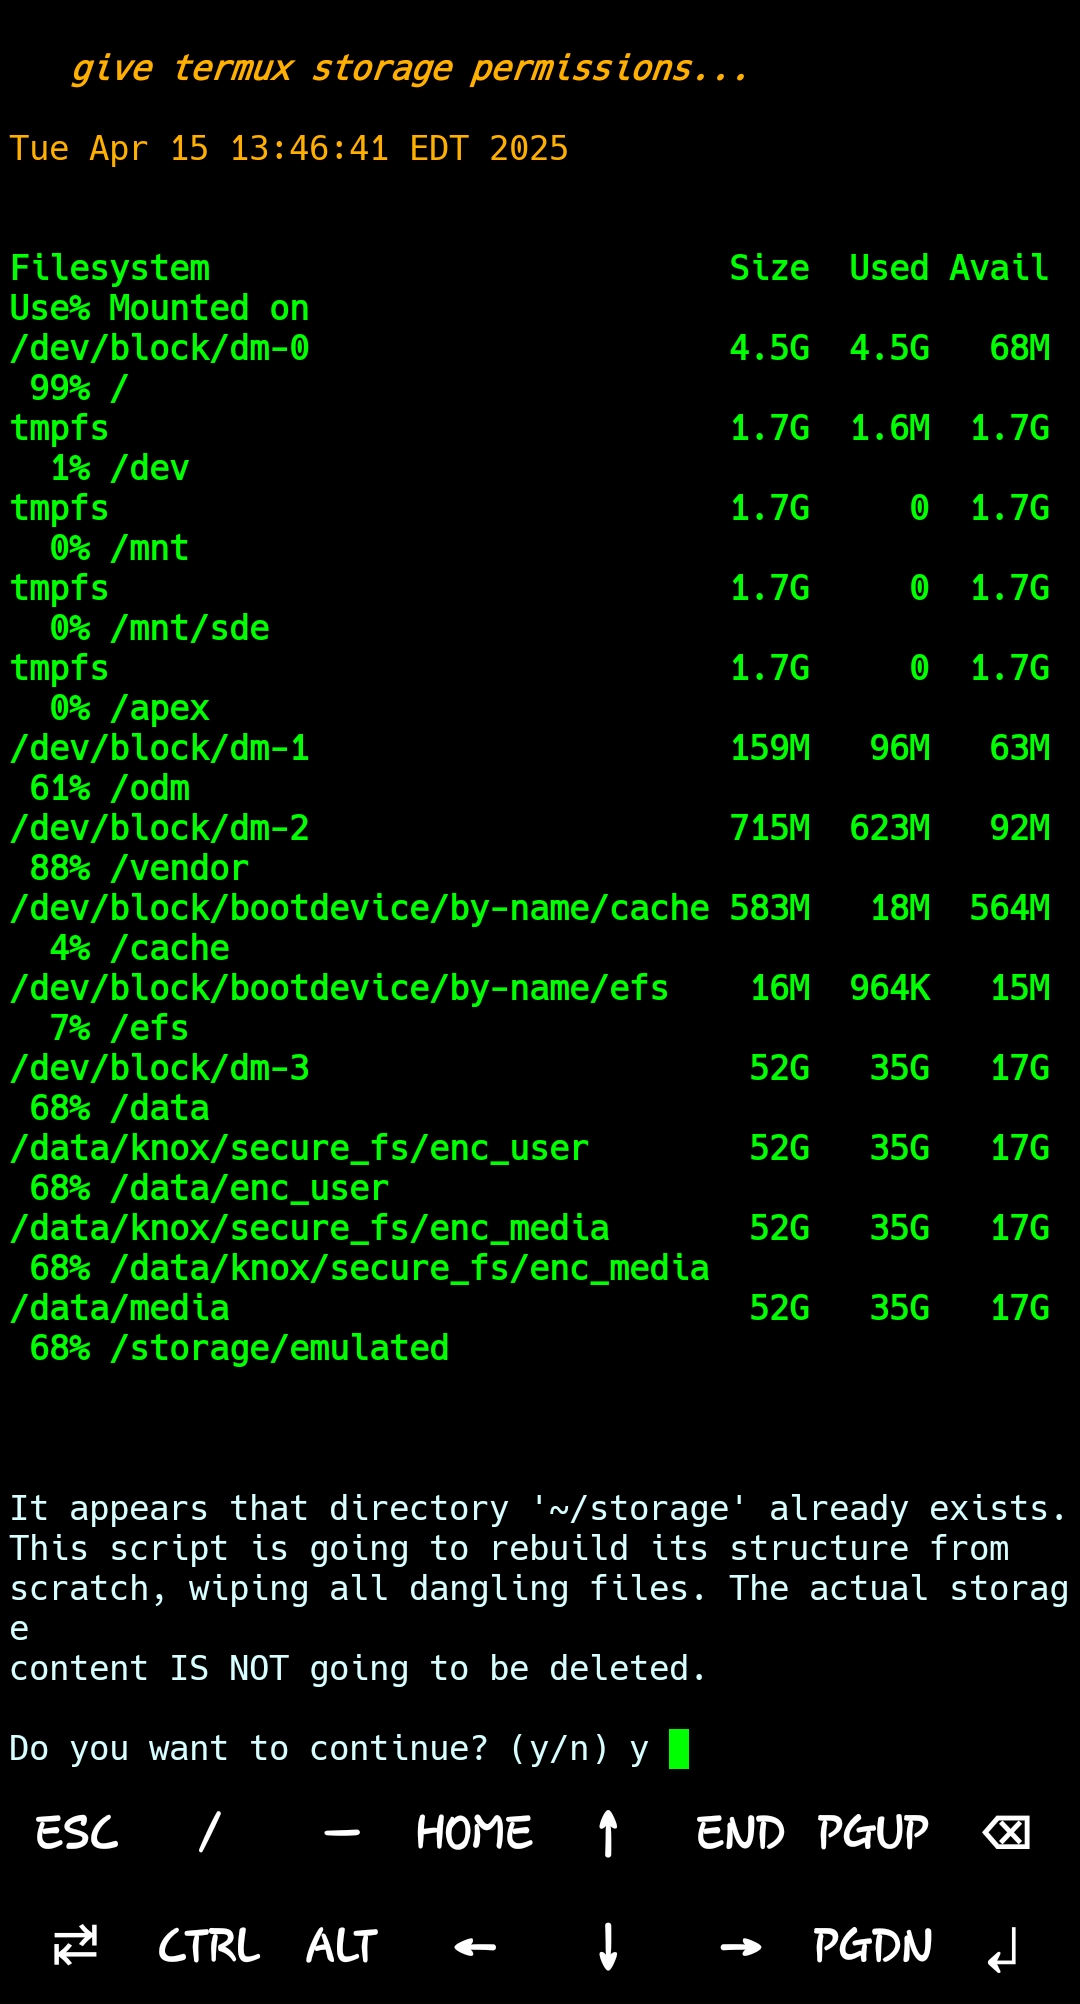 give termux storage permissions...
Tue Apr 15 13:46:41 EDT 2025
Filesystem                          Size  Used Avail
Use% Mounted on
/dev/block/dm-0                     4.5G  4.5G   68M
 99% /
tmpfs                               1.7G  1.6M  1.7G
  1% /dev
tmpfs                               1.7G     0  1.7G
  0% /mnt
tmpfs                               1.7G     0  1.7G
  0% /mnt/sde
tmpfs                               1.7G     0  1.7G
  0% /apex
/dev/block/dm-1                     159M   96M   63M
 61% /odm
/dev/block/dm-2                     715M  623M   92M
 88% /vendor
/dev/block/bootdevice/by-name/cache 583M   18M  564M
  4% /cache
/dev/block/bootdevice/by-name/efs    16M  964K   15M
  7% /efs
/dev/block/dm-3                      52G   35G   17G
 68% /data
/data/knox/secure_fs/enc_user        52G   35G   17G
 68% /data/enc_user
/data/knox/secure_fs/enc_media       52G   35G   17G
 68% /data/knox/secure_fs/enc_media
/data/media                          52G   35G   17G
 68% /storage/emulated
It appears that directory '~/storage' already exists.
This script is going to rebuild its structure from
scratch, wiping all dangling files. The actual storag
e
content IS NOT going to be deleted.
Do you want to continue? (y/n) y
ESC / — HOME ↑ END PGUP ⌫
↹ CTRL ALT ← ↓ → PGDN ↲